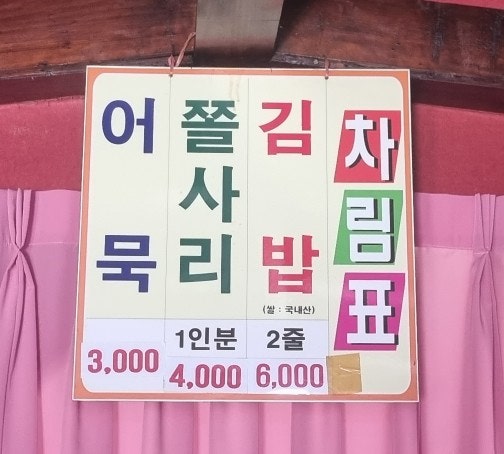 차림표
김밥
(쌀 : 국내산)
2줄
6,000
쫄사리
1인분
4,000
어묵
3,000